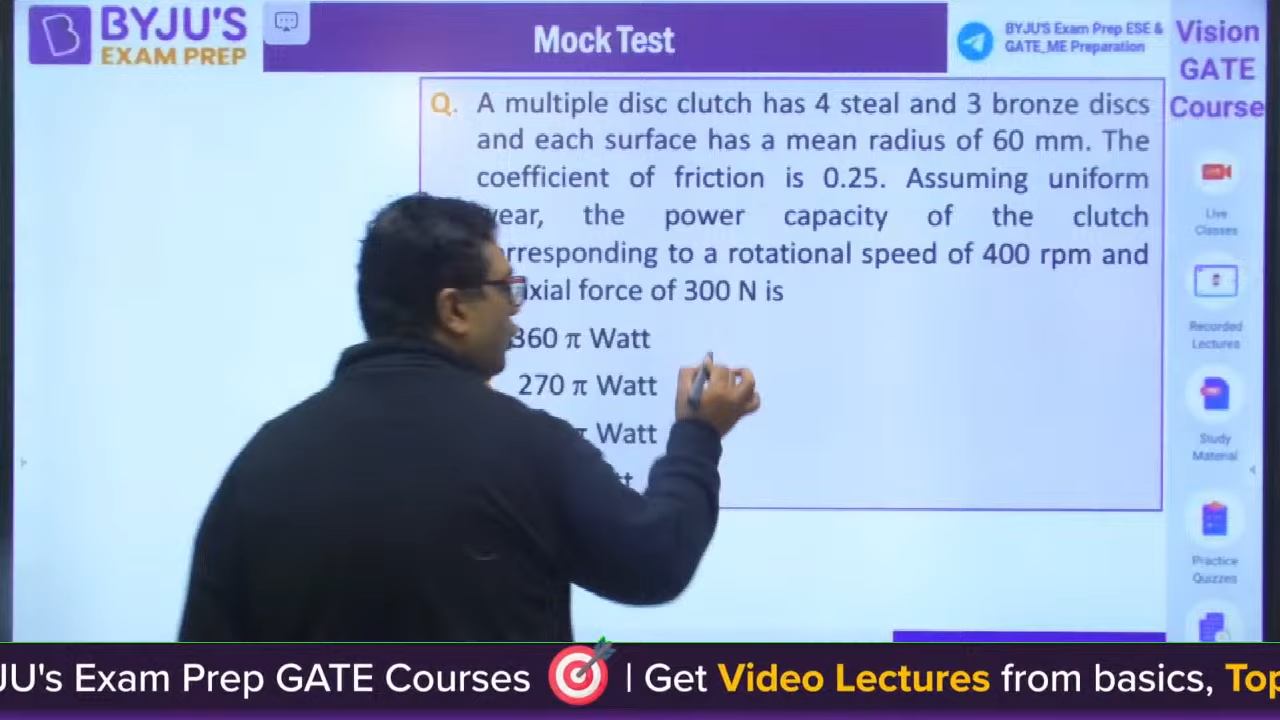 BYJU'S
EXAM PREP
Mock Test
BYJU'S Exam Prep ESE &
GATE_ME Preparation
Vision
GATE
Course
Q. A multiple disc clutch has 4 steal and 3 bronze discs
and each surface has a mean radius of 60 mm. The
coefficient of friction is 0.25. Assuming uniform
wear, the power capacity of the clutch
corresponding to a rotational speed of 400 rpm and
axial force of 300 N is
360 π Watt
270 π Watt
π Watt
Live
Classes
Recorded
Lectures
Study
Material
Practice
Quizzes
JU's Exam Prep GATE Courses | Get Video Lectures from basics, Top